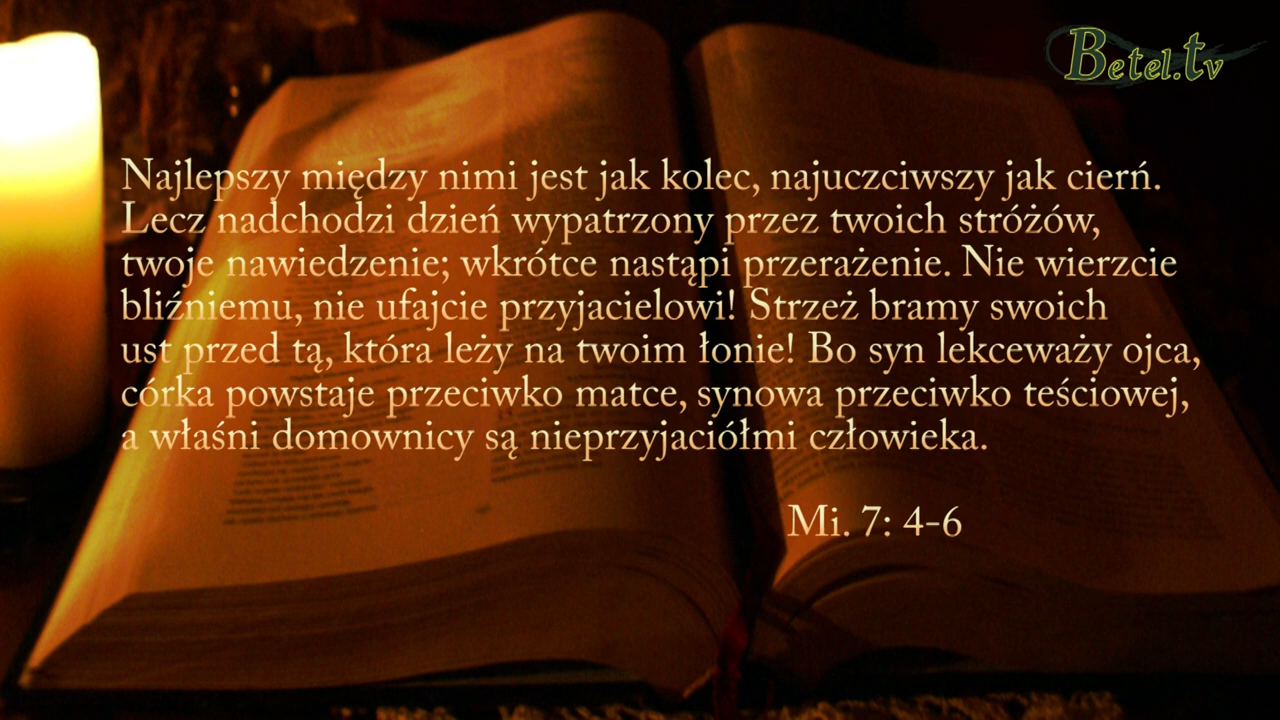 Betel.tv
Najlepszy między nimi jest jak kolec, najuczciwszy jak cierń.
Lecz nadchodzi dzień wypatrzony przez twoich stróżów,
twoje nawiedzenie; wkrótce nastąpi przerażenie. Nie wierzcie
bliźniemu, nie ufajcie przyjacielowi! Strzeż bramy swoich
ust przed tą, która leży na twoim łonie! Bo syn lekceważy ojca,
córka powstaje przeciwko matce, synowa przeciwko teściowej,
a właśni domownicy są nieprzyjaciółmi człowieka.
Mi. 7: 4-6